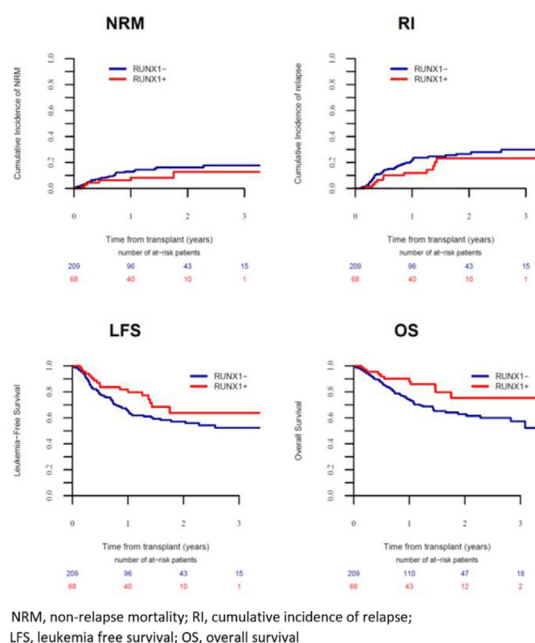 NRM
Cumulative Incidence of NRM
1.0
0.8
0.6
0.4
0.2
0.0
RUNX1−
RUNX1+
0 1 2 3
Time from transplant (years)
number of at-risk patients
209 96 43 15
68 40 10 1
RI
Cumulative Incidence of relapse
1.0
0.8
0.6
0.4
0.2
0.0
RUNX1−
RUNX1+
0 1 2 3
Time from transplant (years)
number of at-risk patients
209 96 43 15
68 40 10 1
LFS
Leukemia−Free Survival
1.0
0.8
0.6
0.4
0.2
0.0
RUNX1−
RUNX1+
0 1 2 3
Time from transplant (years)
number of at-risk patients
209 96 43 15
68 40 10 1
OS
Overall Survival
1.0
0.8
0.6
0.4
0.2
0.0
RUNX1−
RUNX1+
0 1 2 3
Time from transplant (years)
number of at-risk patients
209 110 47 18
68 43 12 2
NRM, non-relapse mortality; RI, cumulative incidence of relapse;
LFS, leukemia free survival; OS, overall survival